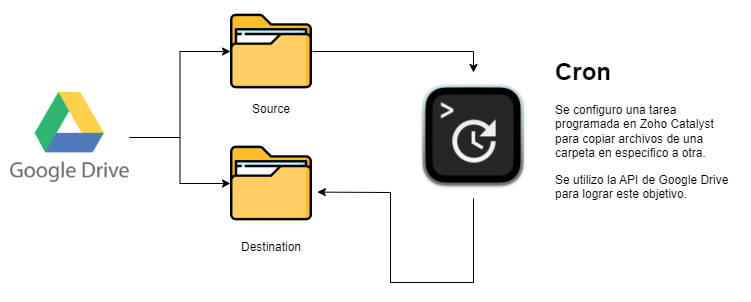 Source
Google Drive
Destination
Cron
Se configuro una tarea
programada en Zoho Catalyst
para copiar archivos de una
carpeta en especifico a otra.
Se utilizo la API de Google Drive
para lograr este objetivo.